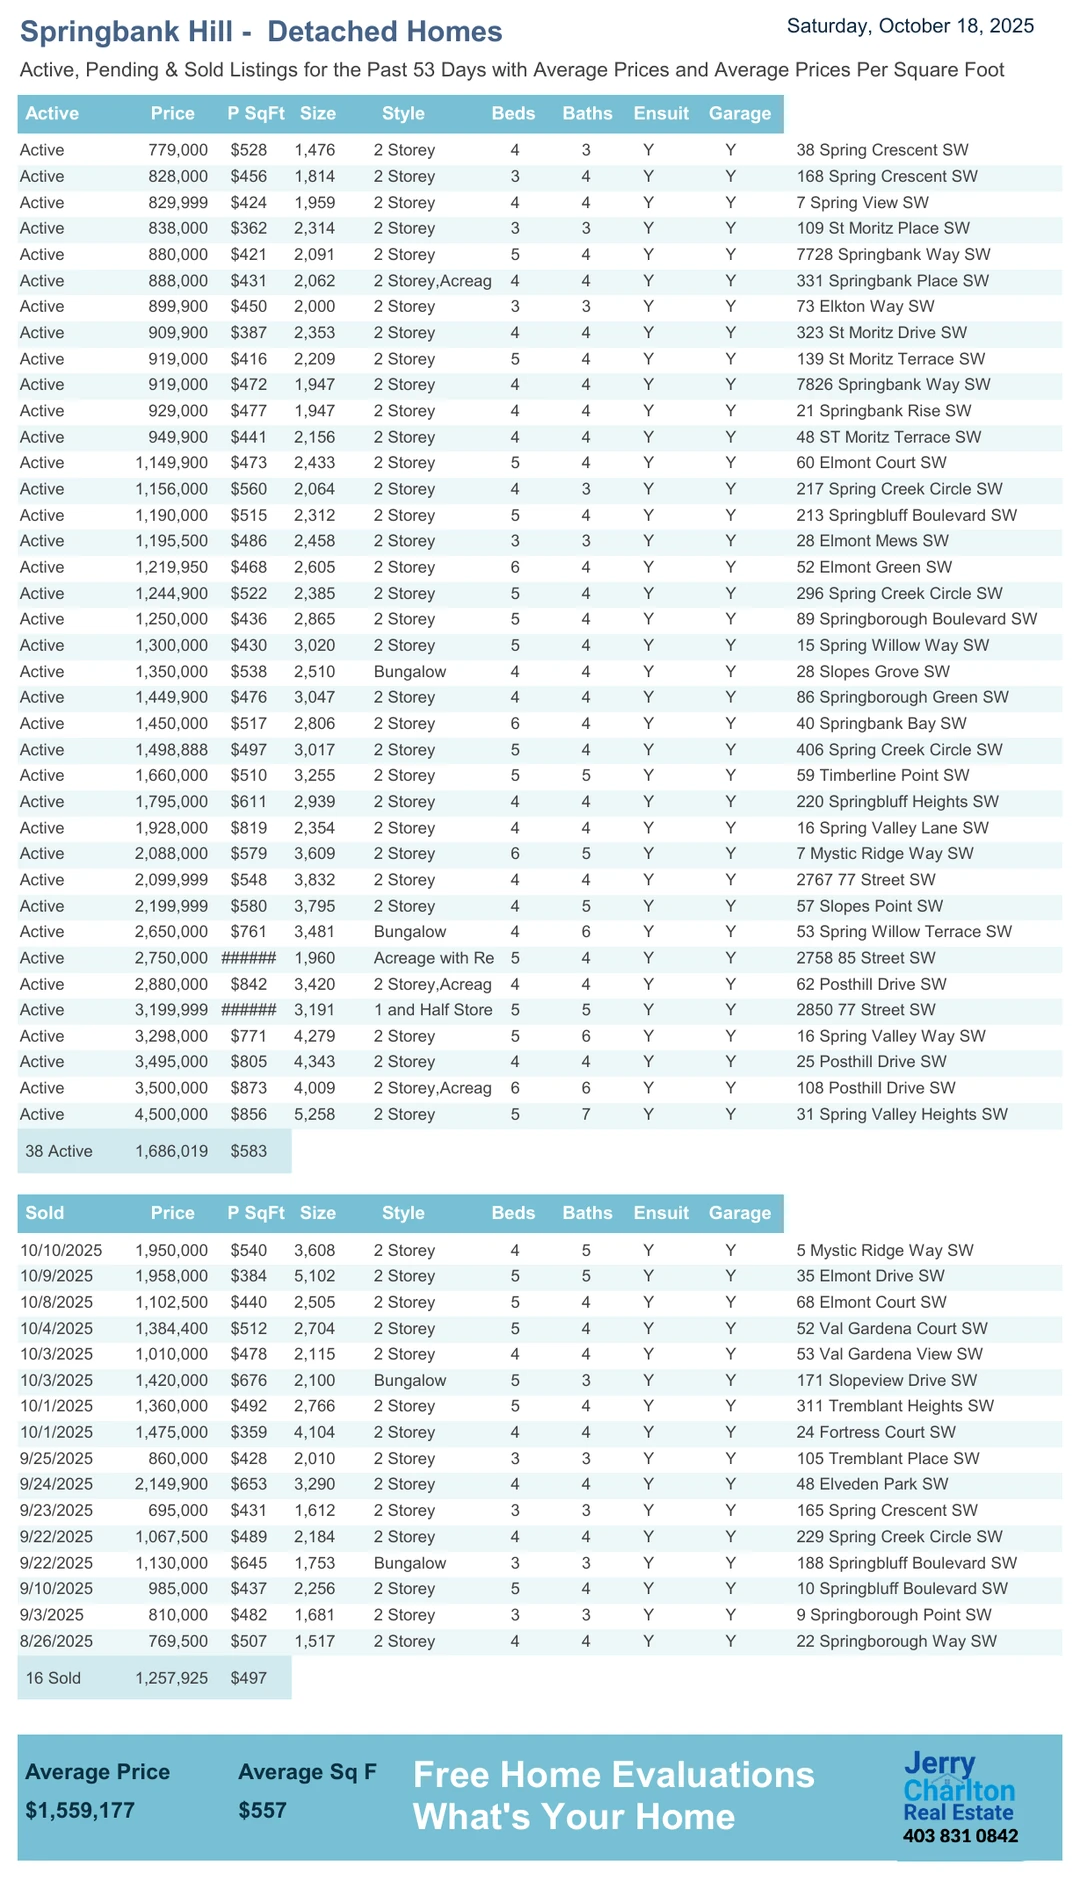 Springbank Hill - Detached Homes
Saturday, October 18, 2025
Active, Pending & Sold Listings for the Past 53 Days with Average Prices and Average Prices Per Square Foot
Active Price P SqFt Size Style Beds Baths Ensuit Garage
Active 779,000 $528 1,476 2 Storey 4 3 Y Y 38 Spring Crescent SW
Active 828,000 $456 1,814 2 Storey 3 4 Y Y 168 Spring Crescent SW
Active 829,999 $424 1,959 2 Storey 4 4 Y Y 7 Spring View SW
Active 838,000 $362 2,314 2 Storey 3 3 Y Y 109 St Moritz Place SW
Active 880,000 $421 2,091 2 Storey 5 4 Y Y 7728 Springbank Way SW
Active 888,000 $431 2,062 2 Storey,Acreag 4 4 Y Y 331 Springbank Place SW
Active 899,900 $450 2,000 2 Storey 3 3 Y Y 73 Elkton Way SW
Active 909,900 $387 2,353 2 Storey 4 4 Y Y 323 St Moritz Drive SW
Active 919,000 $416 2,209 2 Storey 5 4 Y Y 139 St Moritz Terrace SW
Active 919,000 $472 1,947 2 Storey 4 4 Y Y 7826 Springbank Way SW
Active 929,000 $477 1,947 2 Storey 4 4 Y Y 21 Springbank Rise SW
Active 949,900 $441 2,156 2 Storey 4 4 Y Y 48 ST Moritz Terrace SW
Active 1,149,900 $473 2,433 2 Storey 5 4 Y Y 60 Elmont Court SW
Active 1,156,000 $560 2,064 2 Storey 4 3 Y Y 217 Spring Creek Circle SW
Active 1,190,000 $515 2,312 2 Storey 5 4 Y Y 213 Springbluff Boulevard SW
Active 1,195,500 $486 2,458 2 Storey 3 3 Y Y 28 Elmont Mews SW
Active 1,219,950 $468 2,605 2 Storey 6 4 Y Y 52 Elmont Green SW
Active 1,244,900 $522 2,385 2 Storey 5 4 Y Y 296 Spring Creek Circle SW
Active 1,250,000 $436 2,865 2 Storey 5 4 Y Y 89 Springborough Boulevard SW
Active 1,300,000 $430 3,020 2 Storey 5 4 Y Y 15 Spring Willow Way SW
Active 1,350,000 $538 2,510 Bungalow 4 4 Y Y 28 Slopes Grove SW
Active 1,449,900 $476 3,047 2 Storey 4 4 Y Y 86 Springborough Green SW
Active 1,450,000 $517 2,806 2 Storey 6 4 Y Y 40 Springbank Bay SW
Active 1,498,888 $497 3,017 2 Storey 5 4 Y Y 406 Spring Creek Circle SW
Active 1,660,000 $510 3,255 2 Storey 5 5 Y Y 59 Timberline Point SW
Active 1,795,000 $611 2,939 2 Storey 4 4 Y Y 220 Springbluff Heights SW
Active 1,928,000 $819 2,354 2 Storey 4 4 Y Y 16 Spring Valley Lane SW
Active 2,088,000 $579 3,609 2 Storey 6 5 Y Y 7 Mystic Ridge Way SW
Active 2,099,999 $548 3,832 2 Storey 4 4 Y Y 2767 77 Street SW
Active 2,199,999 $580 3,795 2 Storey 4 5 Y Y 57 Slopes Point SW
Active 2,650,000 $761 3,481 Bungalow 4 6 Y Y 53 Spring Willow Terrace SW
Active 2,750,000 ###### 1,960 Acreage with Re 5 4 Y Y 2758 85 Street SW
Active 2,880,000 $842 3,420 2 Storey,Acreag 4 4 Y Y 62 Posthill Drive SW
Active 3,199,999 ###### 3,191 1 and Half Store 5 5 Y Y 2850 77 Street SW
Active 3,298,000 $771 4,279 2 Storey 5 6 Y Y 16 Spring Valley Way SW
Active 3,495,000 $805 4,343 2 Storey 4 4 Y Y 25 Posthill Drive SW
Active 3,500,000 $873 4,009 2 Storey,Acreag 6 6 Y Y 108 Posthill Drive SW
Active 4,500,000 $856 5,258 2 Storey 5 7 Y Y 31 Spring Valley Heights SW
38 Active 1,686,019 $583
Sold Price P SqFt Size Style Beds Baths Ensuit Garage
10/10/2025 1,950,000 $540 3,608 2 Storey 4 5 Y Y 5 Mystic Ridge Way SW
10/9/2025 1,958,000 $384 5,102 2 Storey 5 5 Y Y 35 Elmont Drive SW
10/8/2025 1,102,500 $440 2,505 2 Storey 5 4 Y Y 68 Elmont Court SW
10/4/2025 1,384,400 $512 2,704 2 Storey 5 4 Y Y 52 Val Gardena Court SW
10/3/2025 1,010,000 $478 2,115 2 Storey 4 4 Y Y 53 Val Gardena View SW
10/3/2025 1,420,000 $676 2,100 Bungalow 5 3 Y Y 171 Slopeview Drive SW
10/1/2025 1,360,000 $492 2,766 2 Storey 5 4 Y Y 311 Tremblant Heights SW
10/1/2025 1,475,000 $359 4,104 2 Storey 4 4 Y Y 24 Fortress Court SW
9/25/2025 860,000 $428 2,010 2 Storey 3 3 Y Y 105 Tremblant Place SW
9/24/2025 2,149,900 $653 3,290 2 Storey 4 4 Y Y 48 Elveden Park SW
9/23/2025 695,000 $431 1,612 2 Storey 3 3 Y Y 165 Spring Crescent SW
9/22/2025 1,067,500 $489 2,184 2 Storey 4 4 Y Y 229 Spring Creek Circle SW
9/22/2025 1,130,000 $645 1,753 Bungalow 3 3 Y Y 188 Springbluff Boulevard SW
9/10/2025 985,000 $437 2,256 2 Storey 5 4 Y Y 10 Springbluff Boulevard SW
9/3/2025 810,000 $482 1,681 2 Storey 3 3 Y Y 9 Springborough Point SW
8/26/2025 769,500 $507 1,517 2 Storey 4 4 Y Y 22 Springborough Way SW
16 Sold 1,257,925 $497
Average Price Average Sq F
$1,559,177 $557
Free Home Evaluations
What's Your Home
Jerry
Charlton
Real Estate
403 831 0842